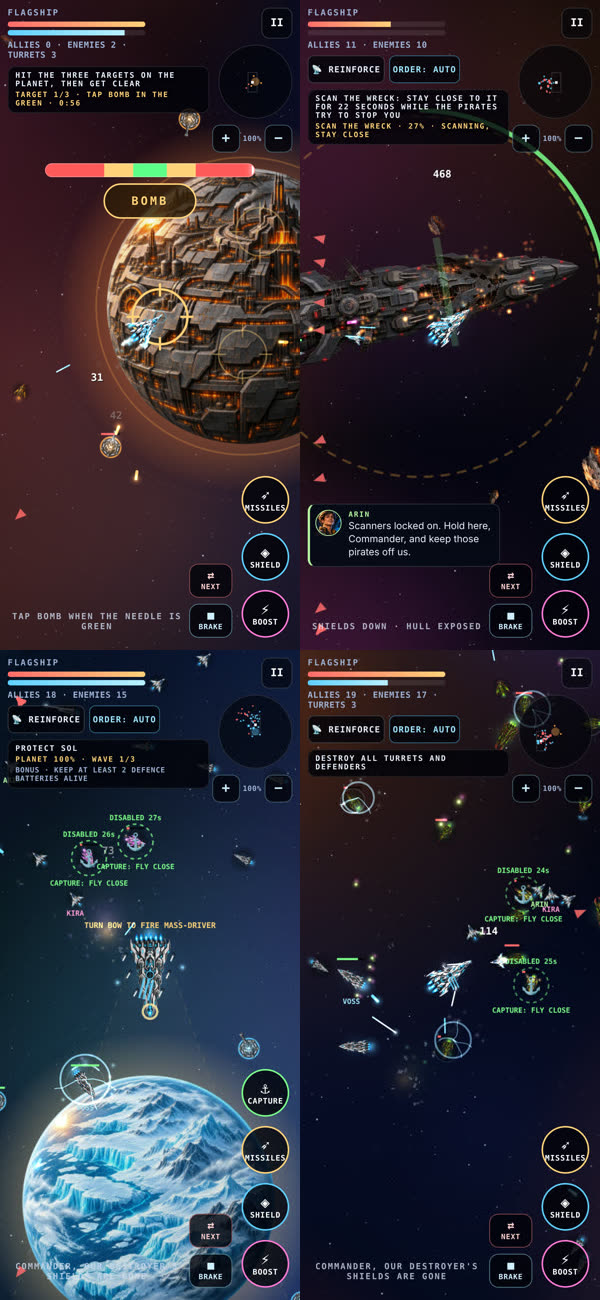 FLAGSHIP
II
ALLIES 0 · ENEMIES 2 ·
TURRETS 3
HIT THE THREE TARGETS ON THE
PLANET, THEN GET CLEAR
TARGET 1/3 · TAP BOMB IN THE
GREEN · 0:56
+ 100% −
BOMB
31
42
MISSILES
SHIELD
NEXT
BOOST
BRAKE
TAP BOMB WHEN THE NEEDLE IS
GREEN
FLAGSHIP
II
ALLIES 11 · ENEMIES 10
REINFORCE
ORDER: AUTO
SCAN THE WRECK: STAY CLOSE TO IT
FOR 22 SECONDS WHILE THE PIRATES
TRY TO STOP YOU
SCAN THE WRECK · 27% · SCANNING,
STAY CLOSE
+ 100% −
468
ARIN
Scanners locked on. Hold here,
Commander, and keep those
pirates off us.
MISSILES
SHIELD
NEXT
BOOST
BRAKE
SHIELDS DOWN · HULL EXPOSED
FLAGSHIP
II
ALLIES 18 · ENEMIES 15
REINFORCE
ORDER: AUTO
PROTECT SOL
PLANET 100% · WAVE 1/3
BONUS · KEEP AT LEAST 2 DEFENCE
BATTERIES ALIVE
+ 100% −
DISABLED 27s
DISABLED 26s
73
CAPTURE: FLY CLOSE
CAPTURE: FLY CLOSE
KIRA
TURN BOW TO FIRE MASS-DRIVER
CAPTURE
MISSILES
SHIELD
NEXT
BOOST
BRAKE
COMMANDER, OUR DESTROYER'S
SHIELDS ARE GONE
FLAGSHIP
II
ALLIES 19 · ENEMIES 17 ·
TURRETS 3
REINFORCE
ORDER: AUTO
DESTROY ALL TURRETS AND
DEFENDERS
+ 100% −
DISABLED 24s
ARIN
KIRA
CAPTURE: FLY CLOSE
114
DISABLED 25s
VOSS
CAPTURE: FLY CLOSE
MISSILES
SHIELD
NEXT
BOOST
BRAKE
COMMANDER, OUR DESTROYER'S
SHIELDS ARE GONE